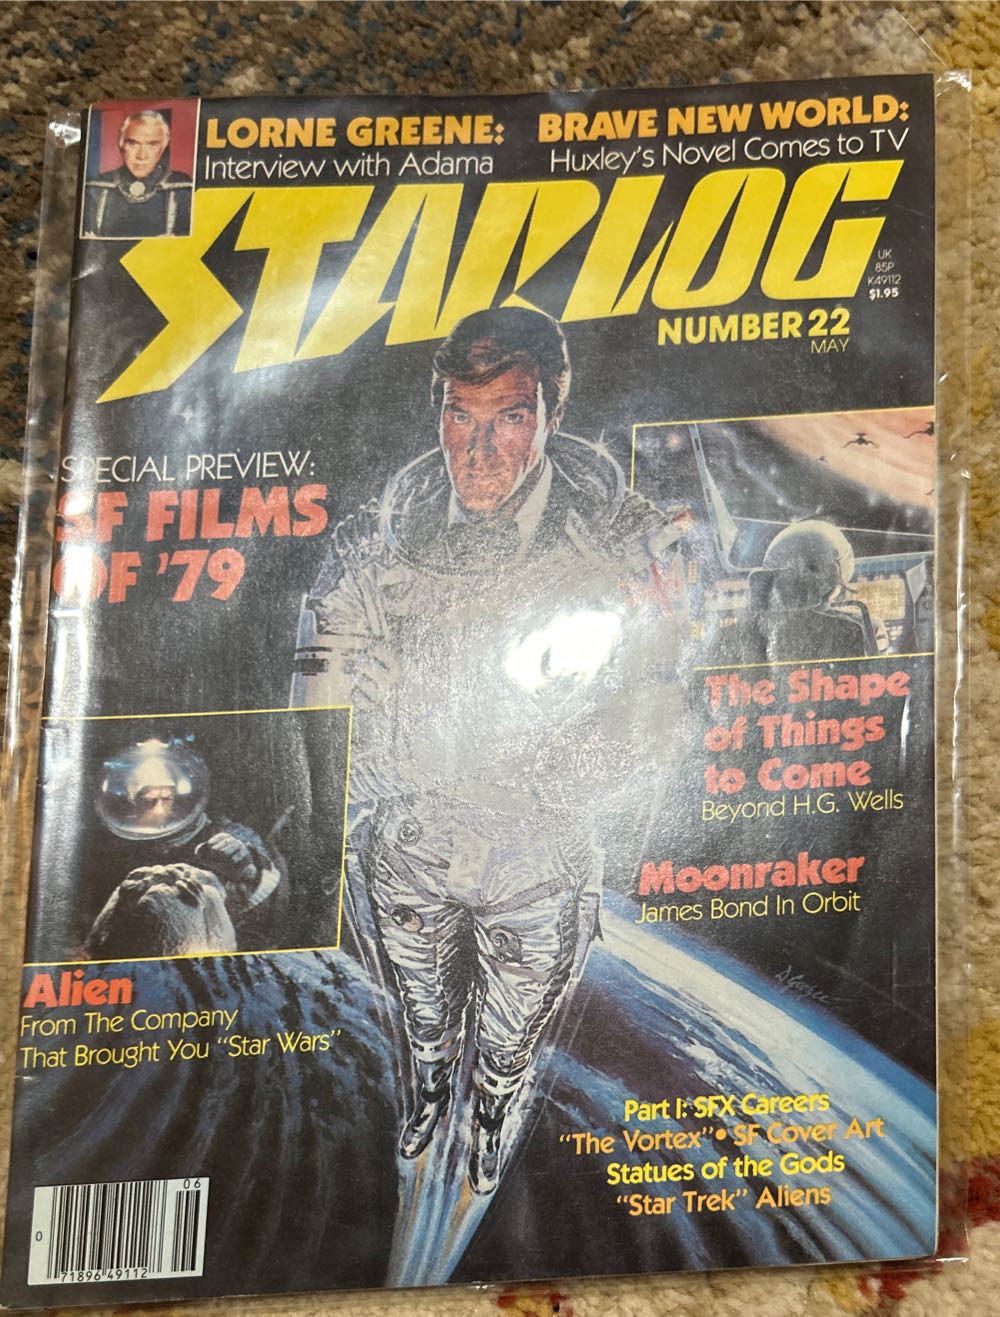 LORNE GREENE:
Interview with Adama
BRAVE NEW WORLD:
Huxley's Novel Comes to TV
STARLOG
UK
85P
K49112
$1.95
NUMBER 22
MAY
SPECIAL PREVIEW:
SF FILMS
OF '79
The Shape
of Things
to Come
Beyond H.G. Wells
Moonraker
James Bond In Orbit
Alien
From The Company
That Brought You "Star Wars"
Part I: SFX Careers
"The Vortex" • SF Cover Art
Statues of the Gods
"Star Trek" Aliens
06
0
71896 49112